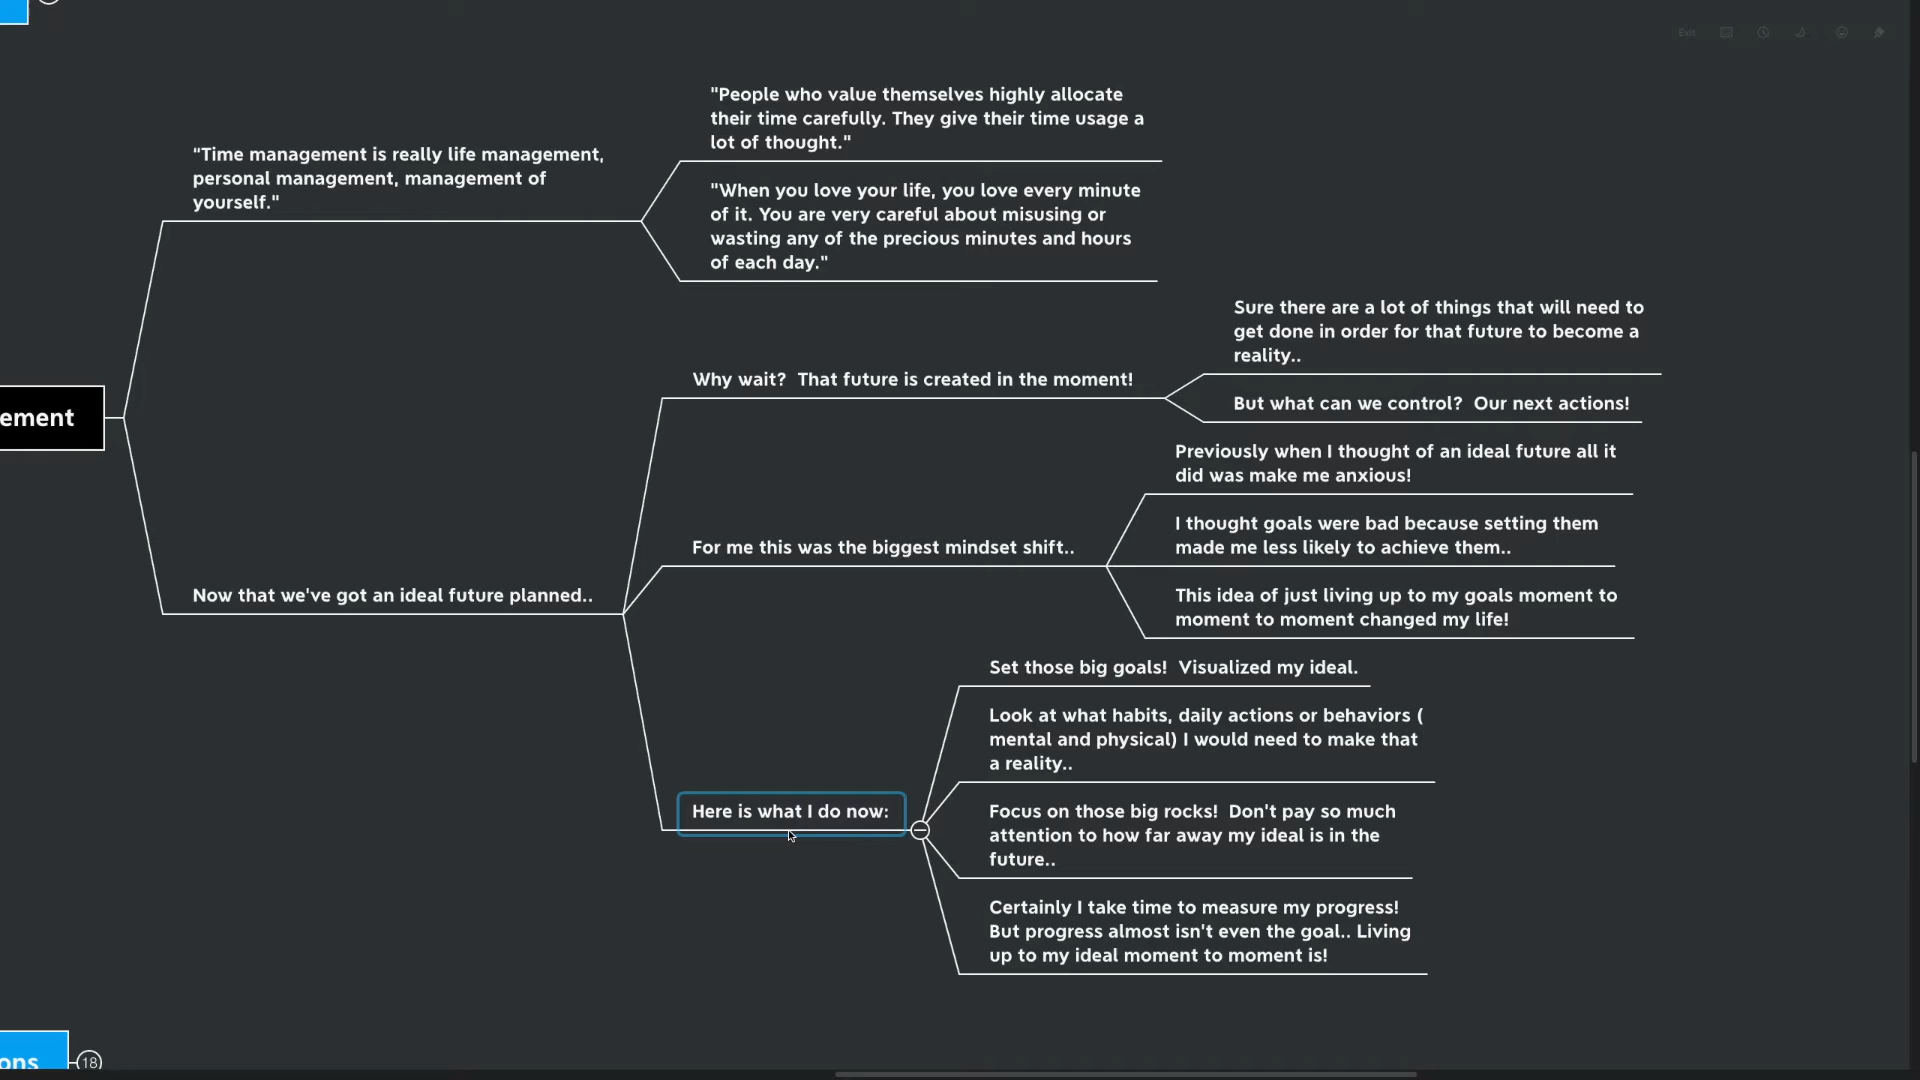 Exit
"Time management is really life management,
personal management, management of
yourself."
"People who value themselves highly allocate
their time carefully. They give their time usage a
lot of thought."
"When you love your life, you love every minute
of it. You are very careful about misusing or
wasting any of the precious minutes and hours
of each day."
ement
Now that we've got an ideal future planned..
Why wait?  That future is created in the moment!
Sure there are a lot of things that will need to
get done in order for that future to become a
reality..
But what can we control?  Our next actions!
For me this was the biggest mindset shift..
Previously when I thought of an ideal future all it
did was make me anxious!
I thought goals were bad because setting them
made me less likely to achieve them..
This idea of just living up to my goals moment to
moment to moment changed my life!
Here is what I do now:
Set those big goals!  Visualized my ideal.
Look at what habits, daily actions or behaviors (
mental and physical) I would need to make that
a reality..
Focus on those big rocks!  Don't pay so much
attention to how far away my ideal is in the
future..
Certainly I take time to measure my progress!
But progress almost isn't even the goal.. Living
up to my ideal moment to moment is!
ons
18